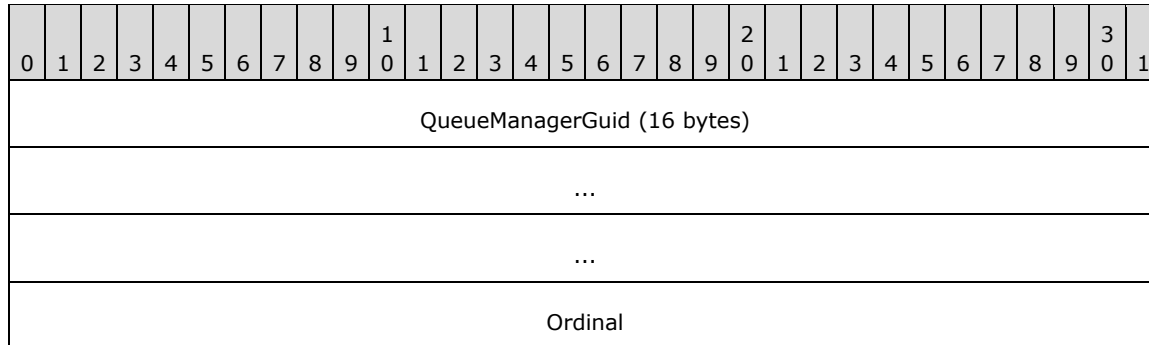 1 2 3
0 1 2 3 4 5 6 7 8 9 0 1 2 3 4 5 6 7 8 9 0 1 2 3 4 5 6 7 8 9 0 1
QueueManagerGuid (16 bytes)
...
...
Ordinal